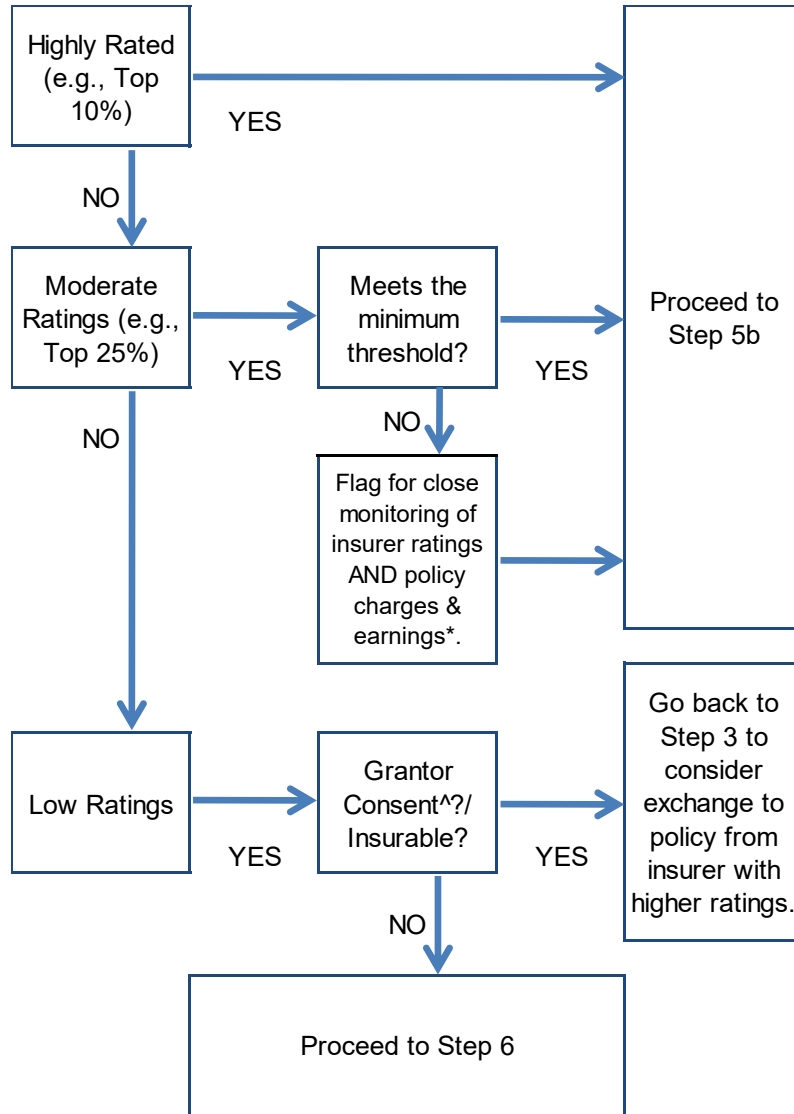 Highly Rated
(e.g., Top
10%)
YES
NO
Moderate
Ratings (e.g.,
Top 25%)
YES
Meets the
minimum
threshold?
YES
Proceed to
Step 5b
NO
NO
Flag for close
monitoring of
insurer ratings
AND policy
charges &
earnings*.
Low Ratings
YES
Grantor
Consent^?/
Insurable?
YES
Go back to
Step 3 to
consider
exchange to
policy from
insurer with
higher ratings.
NO
Proceed to Step 6